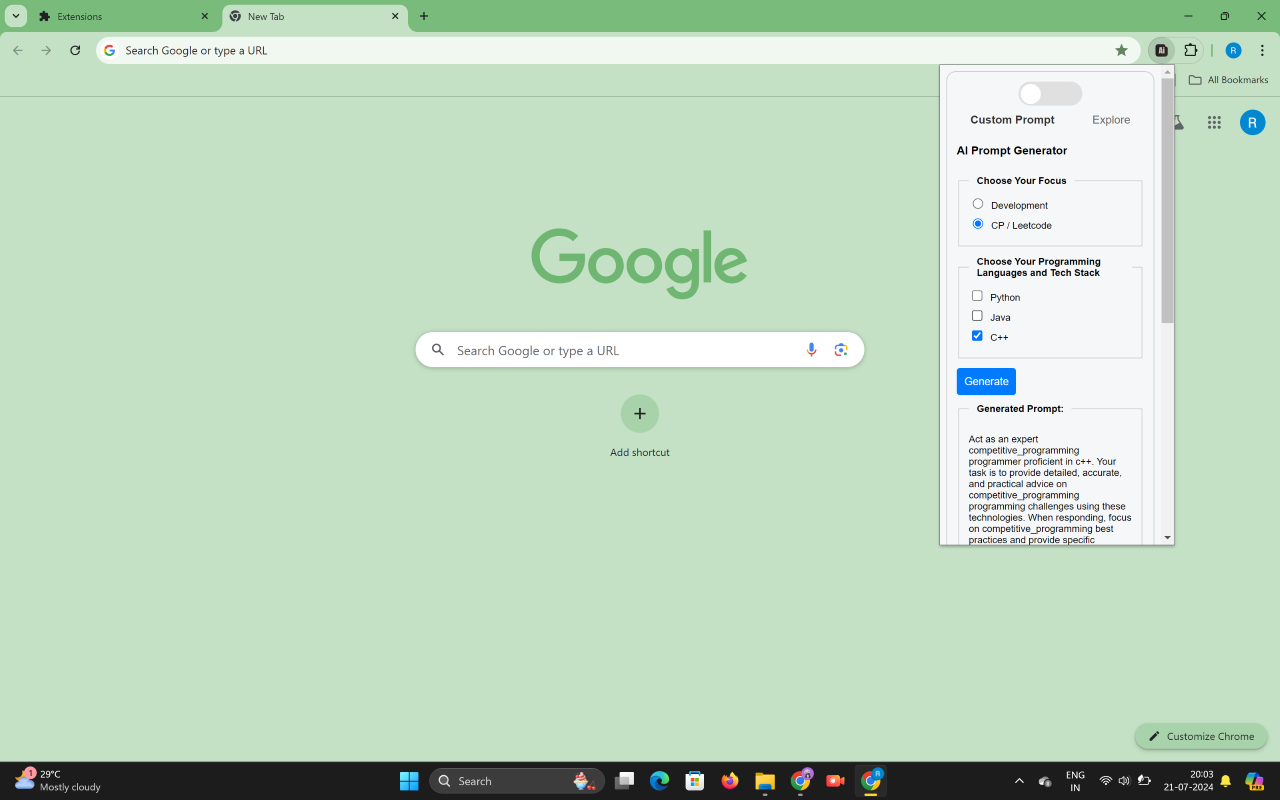 Extensions
New Tab
Search Google or type a URL
Ai
R
All Bookmarks
R
Custom Prompt
Explore
AI Prompt Generator
Choose Your Focus
Development
CP / Leetcode
Choose Your Programming
Languages and Tech Stack
Python
Java
C++
Generate
Generated Prompt:
Act as an expert
competitive_programming
programmer proficient in c++. Your
task is to provide detailed, accurate,
and practical advice on
competitive_programming
programming challenges using these
technologies. When responding, focus
on competitive_programming best
practices and provide specific
Google
Search Google or type a URL
Add shortcut
Customize Chrome
1
29°C
Mostly cloudy
Search
R
ENG
IN
20:03
21-07-2024
PRE